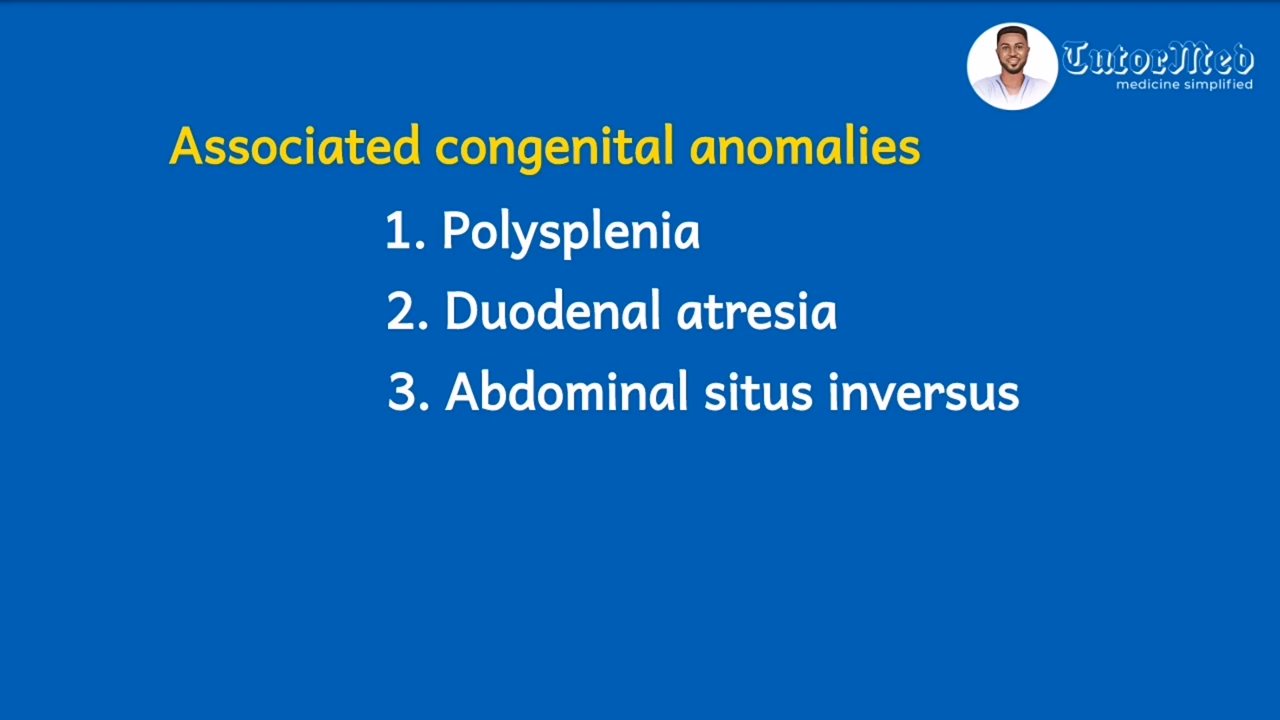 TutorMed
medicine simplified
Associated congenital anomalies
1. Polysplenia
2. Duodenal atresia
3. Abdominal situs inversus